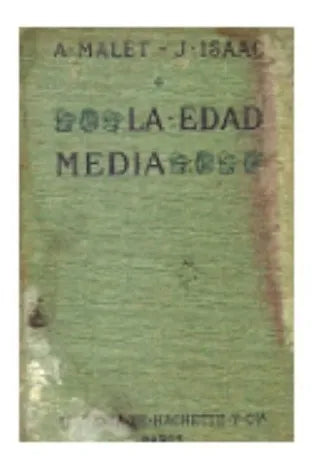 A·MALET - J·ISAAC
LA·EDAD
MEDIA
HACHETTE·Y·Cᴵᴬ
PARIS